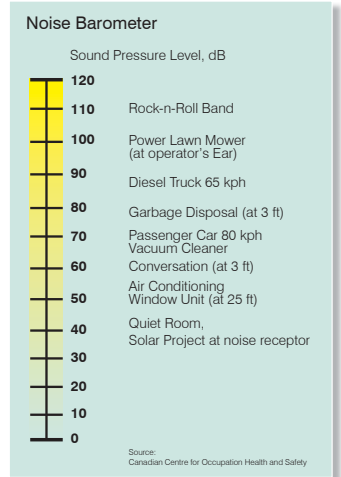 Noise Barometer
Sound Pressure Level, dB
120
110 Rock-n-Roll Band
100 Power Lawn Mower
(at operator's Ear)
90
Diesel Truck 65 kph
80 Garbage Disposal (at 3 ft)
70 Passenger Car 80 kph
Vacuum Cleaner
60 Conversation (at 3 ft)
Air Conditioning
50 Window Unit (at 25 ft)
40 Quiet Room,
Solar Project at noise receptor
30
20
10
0
Source:
Canadian Centre for Occupation Health and Safety